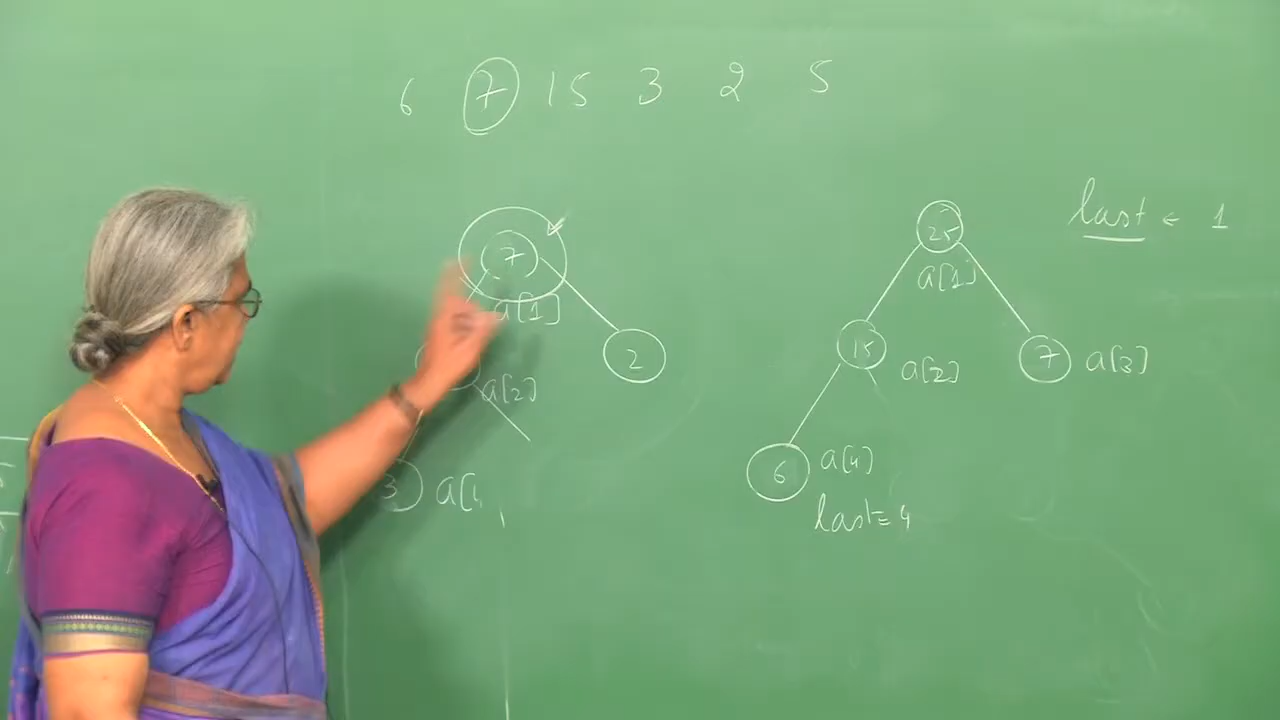 6 7 15 3 2 5
last ← 1
25
a[1]
7
a[1]
2
15
a[2]
7
a[3]
a[2]
6
a[4]
3
last = 4